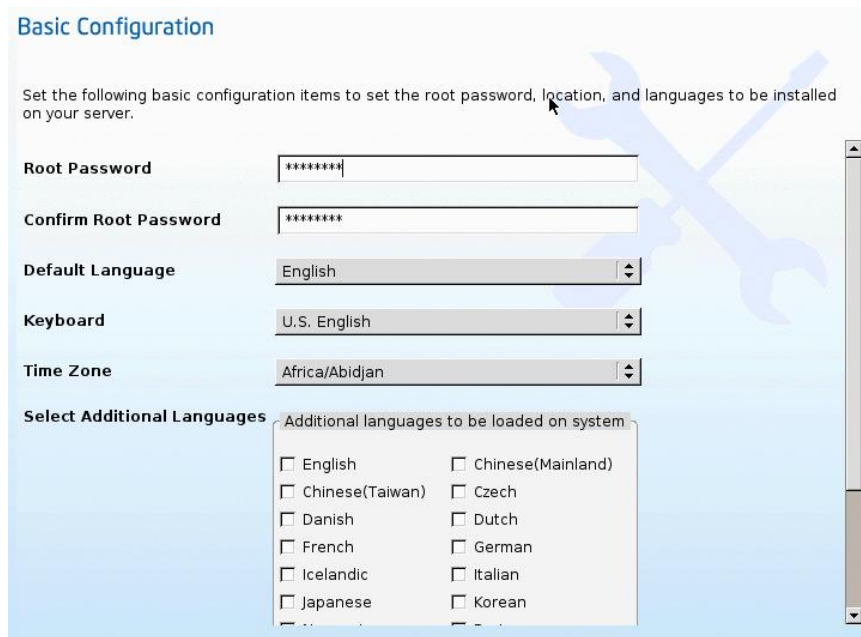 Basic Configuration
Set the following basic configuration items to set the root password, location, and languages to be installed
on your server.
Root Password ********
Confirm Root Password ********
Default Language English
Keyboard U.S. English
Time Zone Africa/Abidjan
Select Additional Languages Additional languages to be loaded on system
English Chinese(Mainland)
Chinese(Taiwan) Czech
Danish Dutch
French German
Icelandic Italian
Japanese Korean